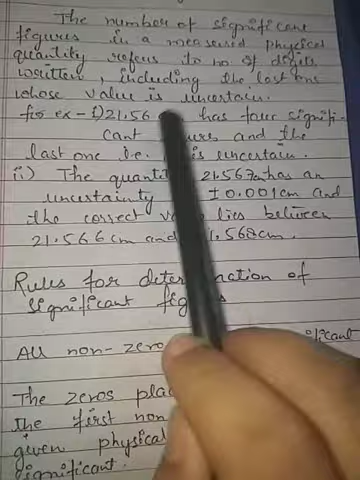 The number of significant
figures in a measured physical
quantity refers to no. of digits
written, including the last one
whose value is uncertain.
for ex - i) 21.56 has four signifi-
cant and the
last one i.e. is uncertain.
ii) The 21.567cm has an
uncertainty ±0.001cm and
the correct lies between
21.566cm and .568cm.
Rules for of
significant
All non-zero
The zeros
the first non
given physical
significant.